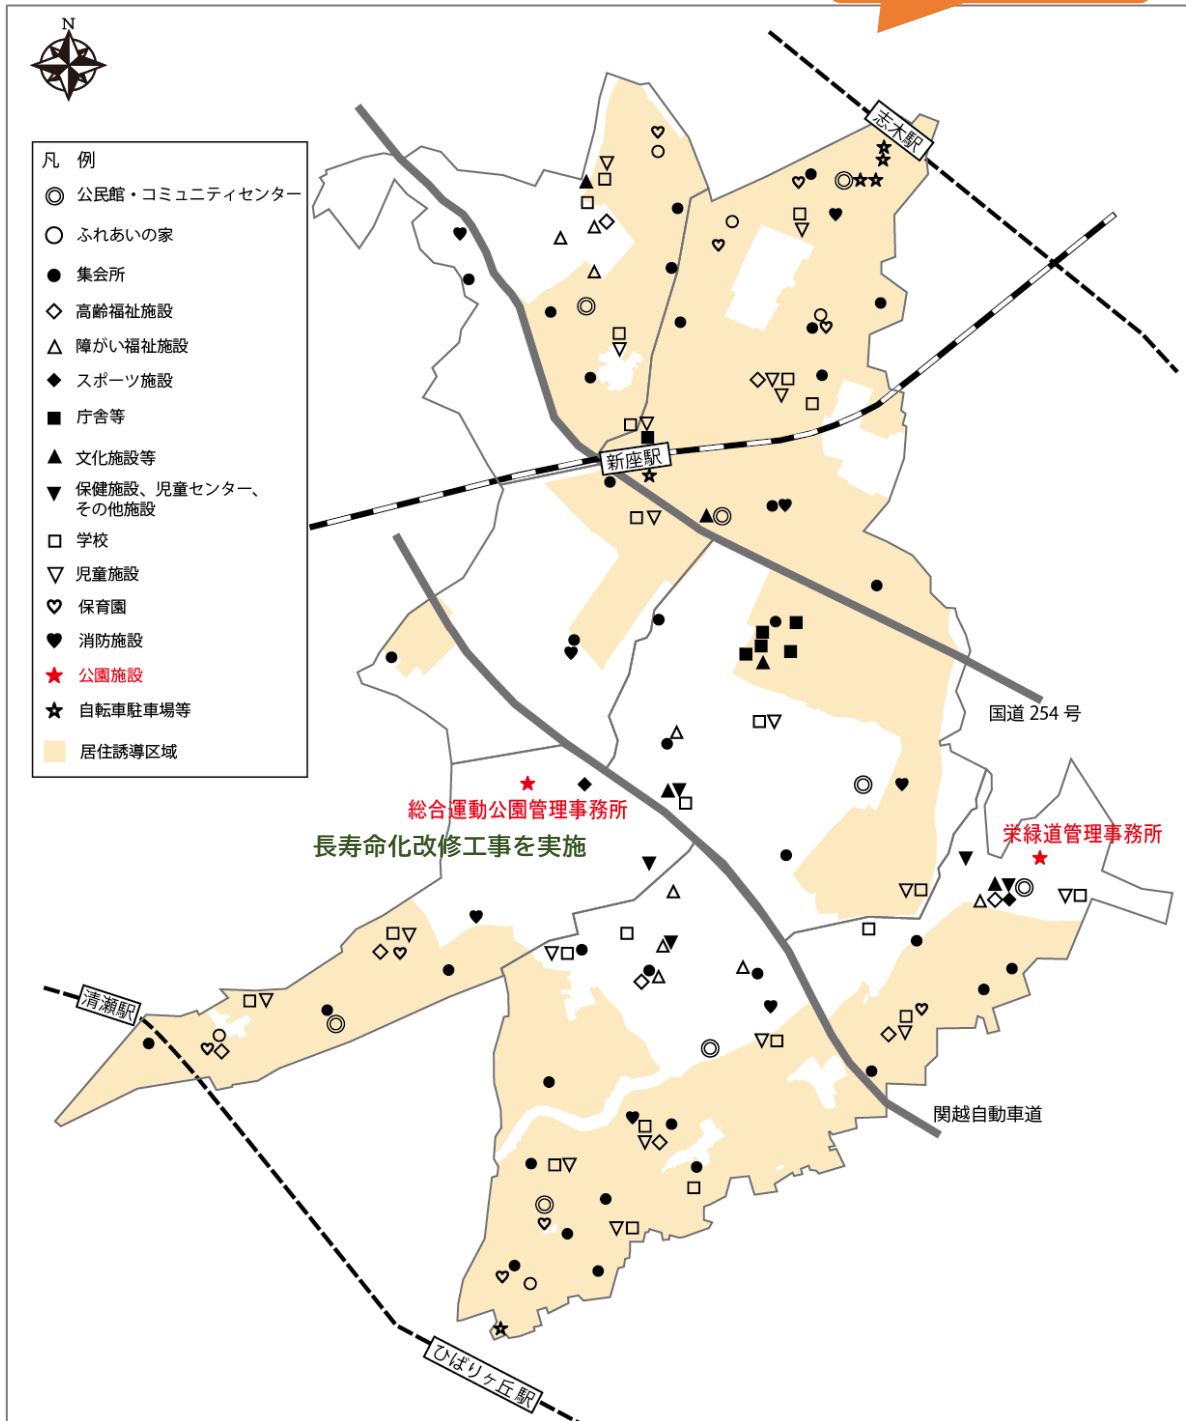 N
志木駅
凡 例
公民館・コミュニティセンター
ふれあいの家
集会所
高齢福祉施設
障がい福祉施設
スポーツ施設
庁舎等
文化施設等
保健施設、児童センター、
その他施設
学校
児童施設
保育園
消防施設
公園施設
自転車駐車場等
居住誘導区域
新座駅
国道 254 号
総合運動公園管理事務所
長寿命化改修工事を実施
栄緑道管理事務所
清瀬駅
関越自動車道
ひばりヶ丘駅